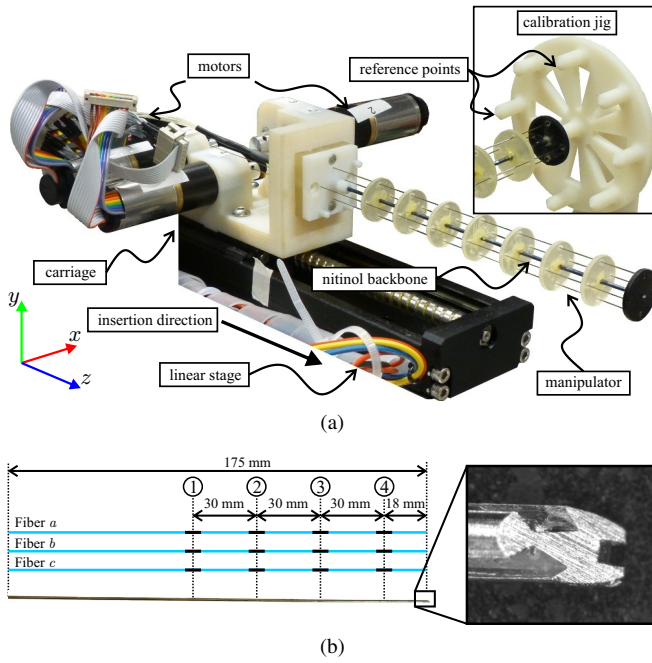 calibration jig
motors
reference points
2
carriage
nitinol backbone
y
x
z
insertion direction
linear stage
manipulator
(a)
175 mm
1 2 3 4
30 mm 30 mm 30 mm 18 mm
Fiber a
Fiber b
Fiber c
(b)